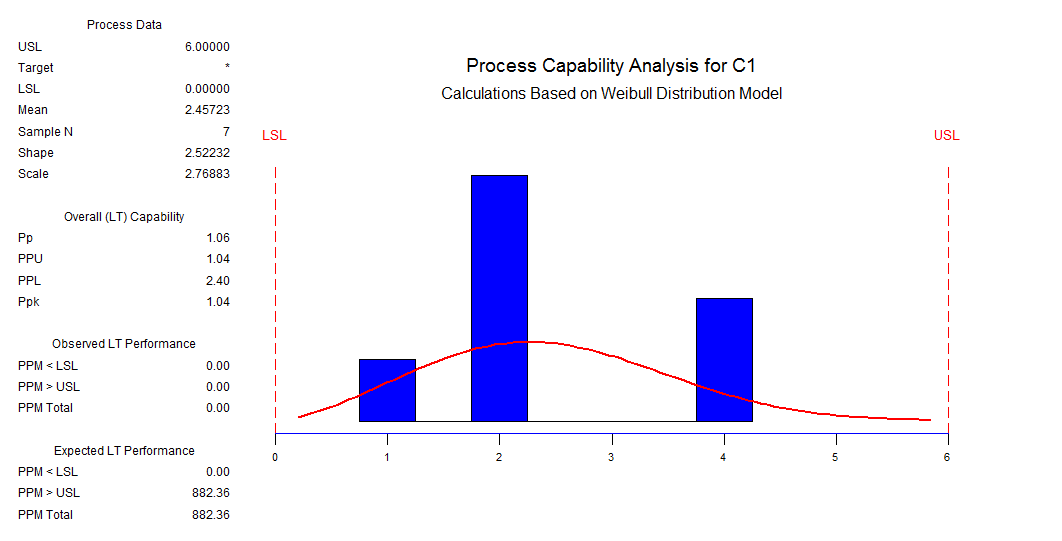 Process Data
USL 6.00000
Target *
LSL 0.00000
Mean 2.45723
Sample N 7
Shape 2.52232
Scale 2.76883
Overall (LT) Capability
Pp 1.06
PPU 1.04
PPL 2.40
Ppk 1.04
Observed LT Performance
PPM < LSL 0.00
PPM > USL 0.00
PPM Total 0.00
Expected LT Performance
PPM < LSL 0.00
PPM > USL 882.36
PPM Total 882.36
Process Capability Analysis for C1
Calculations Based on Weibull Distribution Model
LSL USL
0 1 2 3 4 5 6